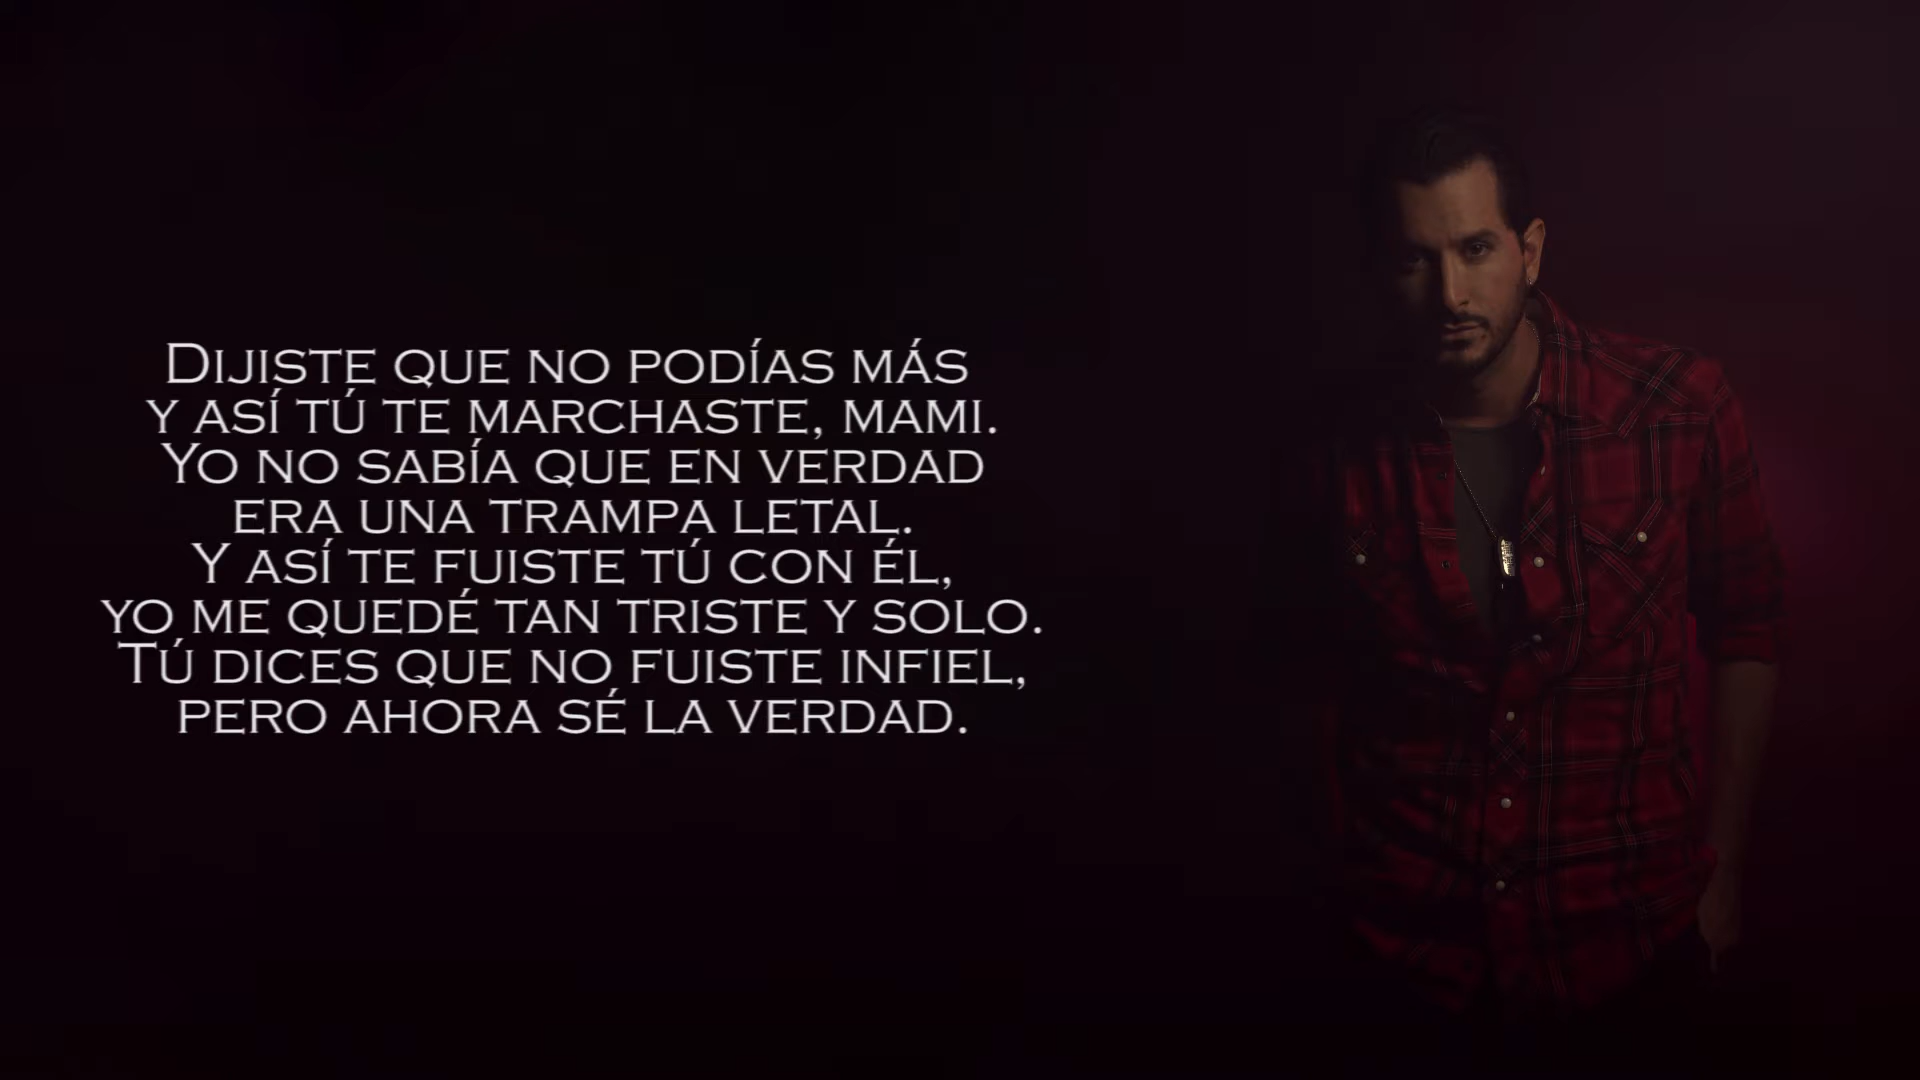 Dijiste que no podías más
y así tú te marchaste, mami.
Yo no sabía que en verdad
era una trampa letal.
Y así te fuiste tú con él,
yo me quedé tan triste y solo.
Tú dices que no fuiste infiel,
pero ahora sé la verdad.